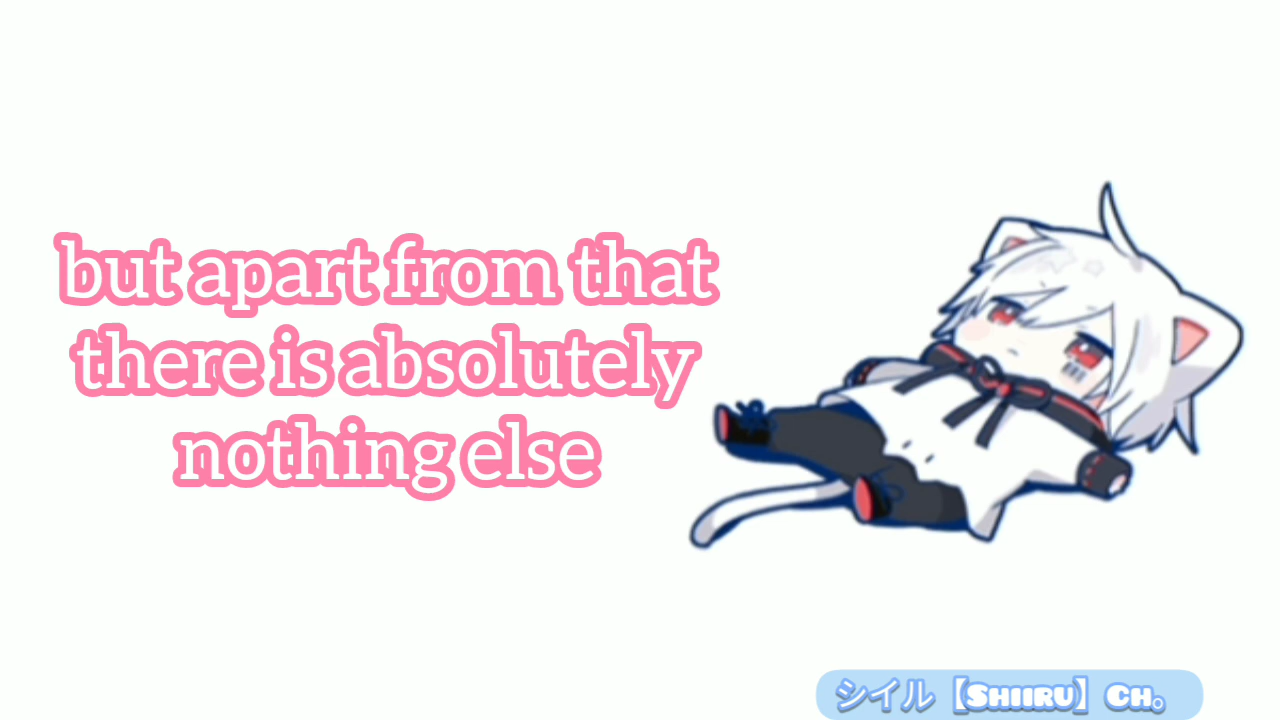 but apart from that
there is absolutely
nothing else
シイル【Shiiru】Ch。